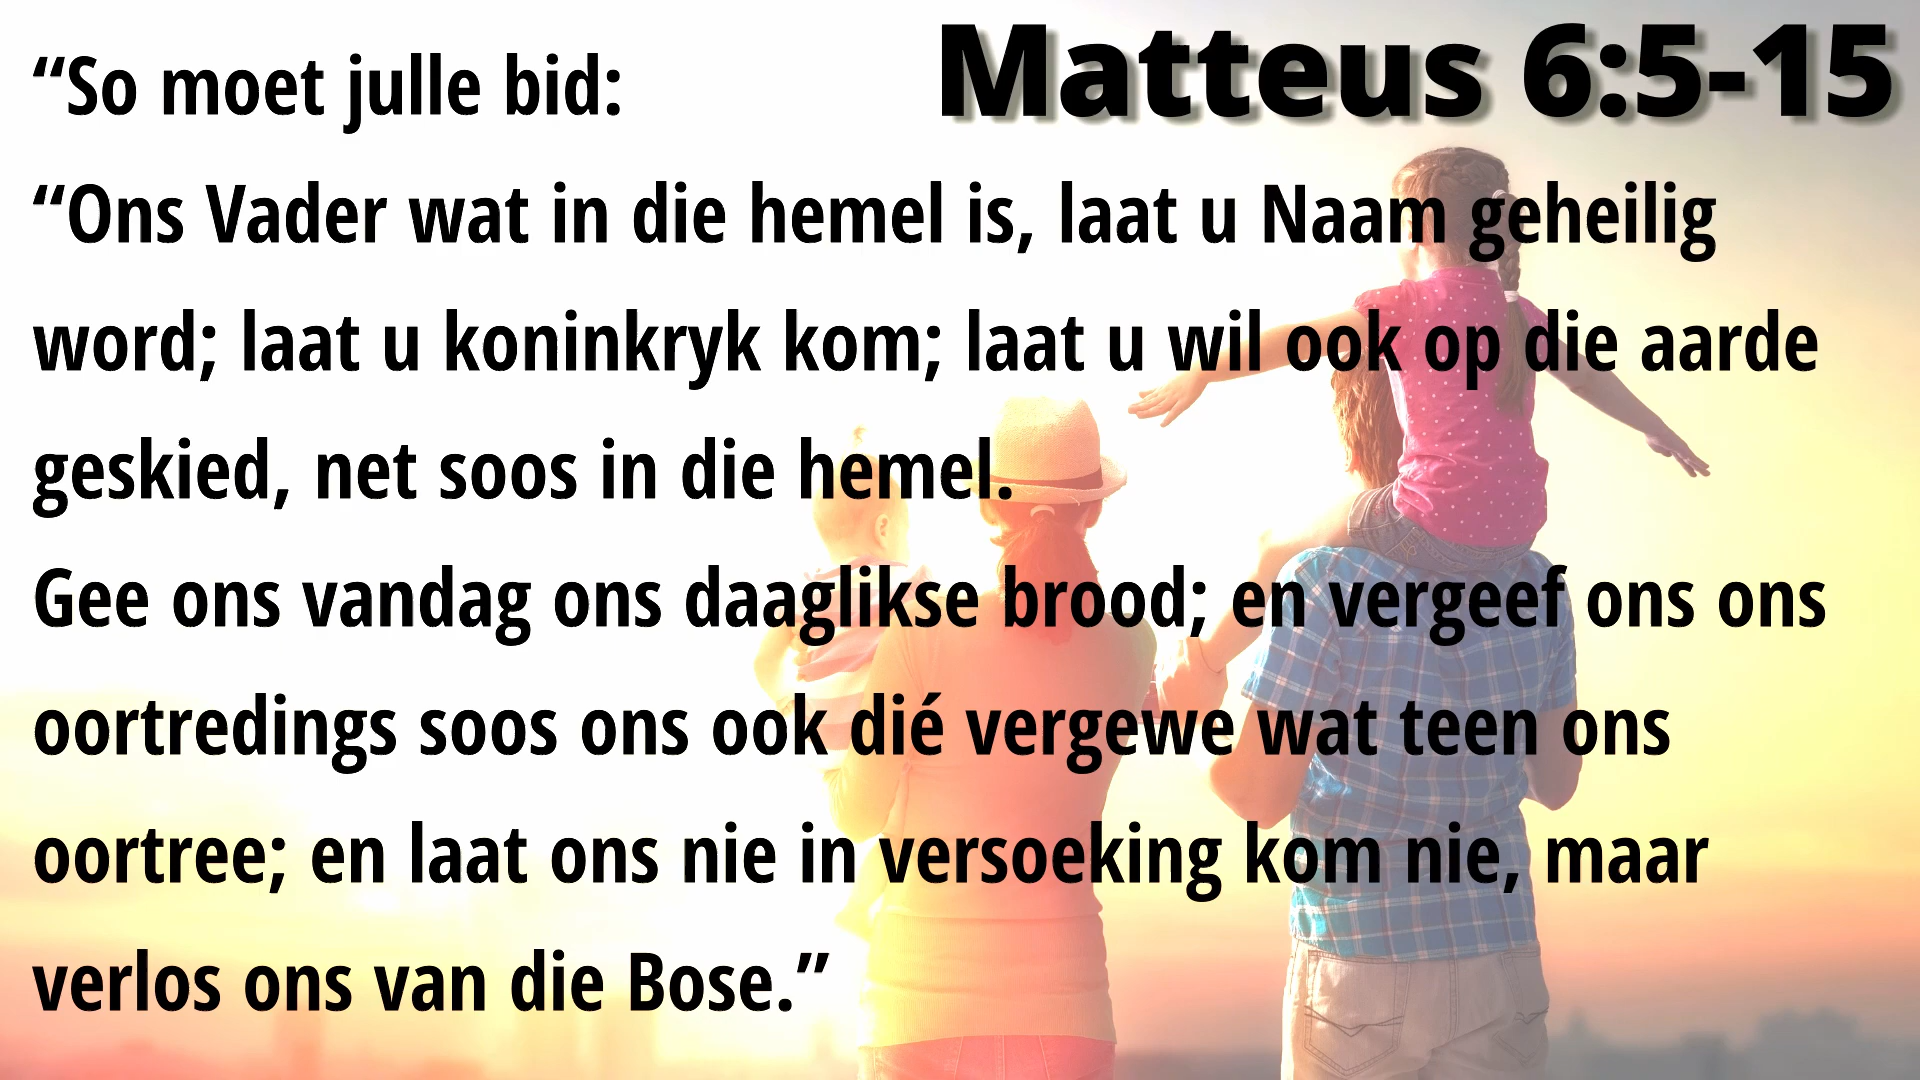 Matteus 6:5-15
“So moet julle bid:
“Ons Vader wat in die hemel is, laat u Naam geheilig
word; laat u koninkryk kom; laat u wil ook op die aarde
geskied, net soos in die hemel.
Gee ons vandag ons daaglikse brood; en vergeef ons ons
oortredings soos ons ook dié vergewe wat teen ons
oortree; en laat ons nie in versoeking kom nie, maar
verlos ons van die Bose.”